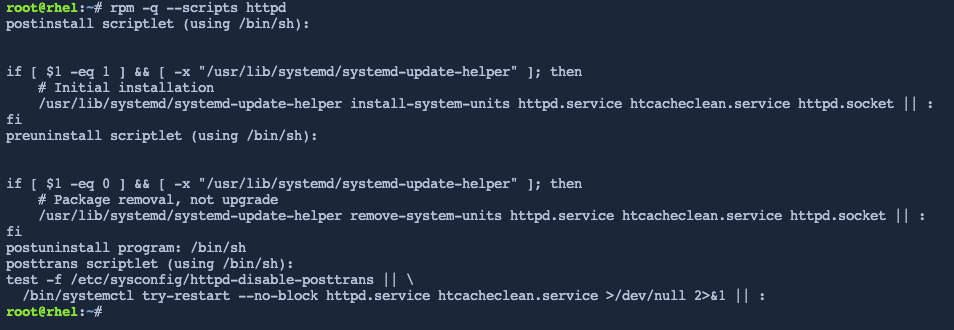 root@rhel:~# rpm -q --scripts httpd
postinstall scriptlet (using /bin/sh):
if [ $1 -eq 1 ] && [ -x "/usr/lib/systemd/systemd-update-helper" ]; then
    # Initial installation
    /usr/lib/systemd/systemd-update-helper install-system-units httpd.service htcacheclean.service httpd.socket || :
fi
preuninstall scriptlet (using /bin/sh):
if [ $1 -eq 0 ] && [ -x "/usr/lib/systemd/systemd-update-helper" ]; then
    # Package removal, not upgrade
    /usr/lib/systemd/systemd-update-helper remove-system-units httpd.service htcacheclean.service httpd.socket || :
fi
postuninstall program: /bin/sh
posttrans scriptlet (using /bin/sh):
test -f /etc/sysconfig/httpd-disable-posttrans || \
  /bin/systemctl try-restart --no-block httpd.service htcacheclean.service >/dev/null 2>&1 || :
root@rhel:~#